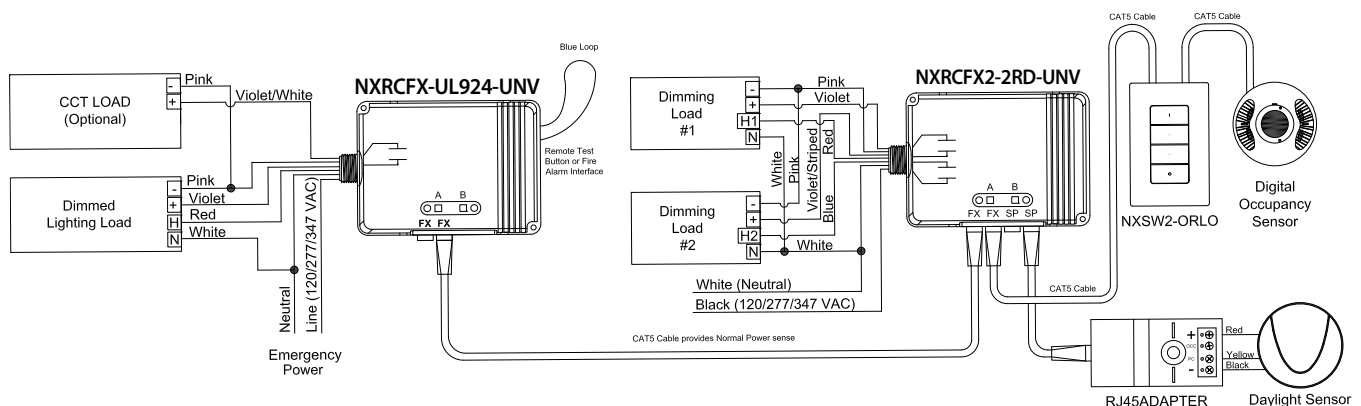 CCT LOAD
(Optional)
-
+
Pink
Violet/White
Dimmed
Lighting Load
-
+
H
N
Pink
Violet
Red
White
Neutral
Line (120/277/347 VAC)
Emergency
Power
NXRCFX-UL924-UNV
A B
FX FX
Blue Loop
Remote Test
Button or Fire
Alarm Interface
Dimming
Load
#1
-
+
H1
N
Pink
Violet
White
Pink
Violet/Striped
Red
Blue
Dimming
Load
#2
-
+
H2
N
White
White (Neutral)
Black (120/277/347 VAC)
NXRCFX2-2RD-UNV
A B
FX FX SP SP
CAT5 Cable provides Normal Power sense
CAT5 Cable
CAT5 Cable
NXSW2-ORLO
Digital
Occupancy
Sensor
CAT5 Cable
+
OCC
PC
-
Red
Yellow
Black
RJ45ADAPTER
Daylight Sensor